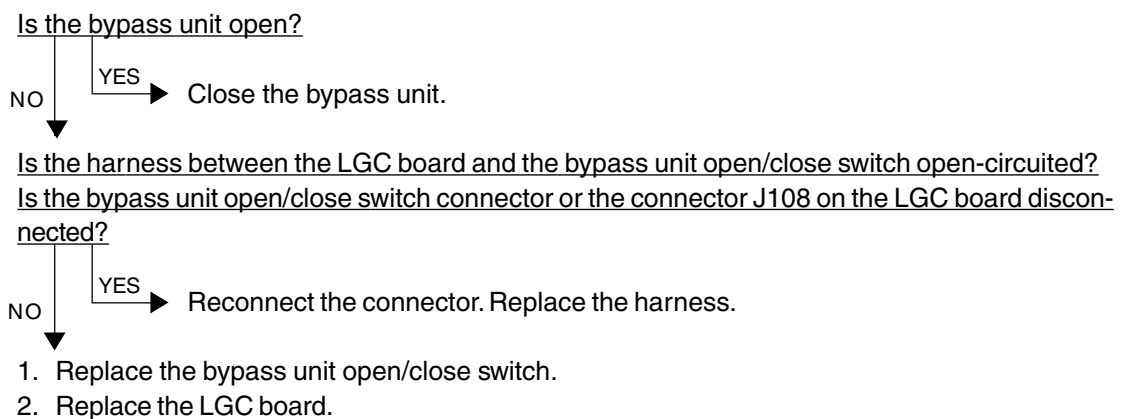 Is the bypass unit open?
YES
NO
Close the bypass unit.
Is the harness between the LGC board and the bypass unit open/close switch open-circuited?
Is the bypass unit open/close switch connector or the connector J108 on the LGC board discon-
nected?
YES
NO
Reconnect the connector. Replace the harness.
1. Replace the bypass unit open/close switch.
2. Replace the LGC board.